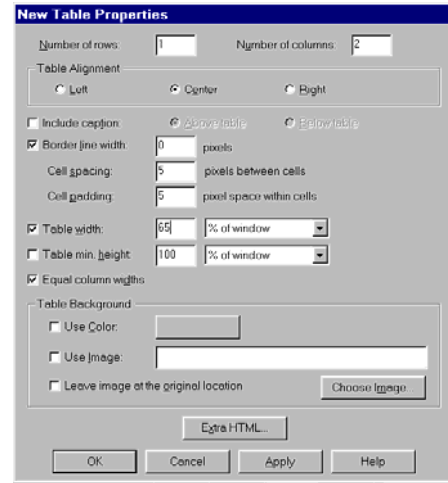 New Table Properties
Number of rows: 1 Number of columns: 2
Table Alignment
Left Center Right
Include caption: Above table Below table
Border line width: 0 pixels
Cell spacing: 5 pixels between cells
Cell padding: 5 pixel space within cells
Table width: 65 % of window
Table min. height: 100 % of window
Equal column widths
Table Background
Use Color:
Use Image:
Leave image at the original location Choose Image...
Extra HTML...
OK Cancel Apply Help